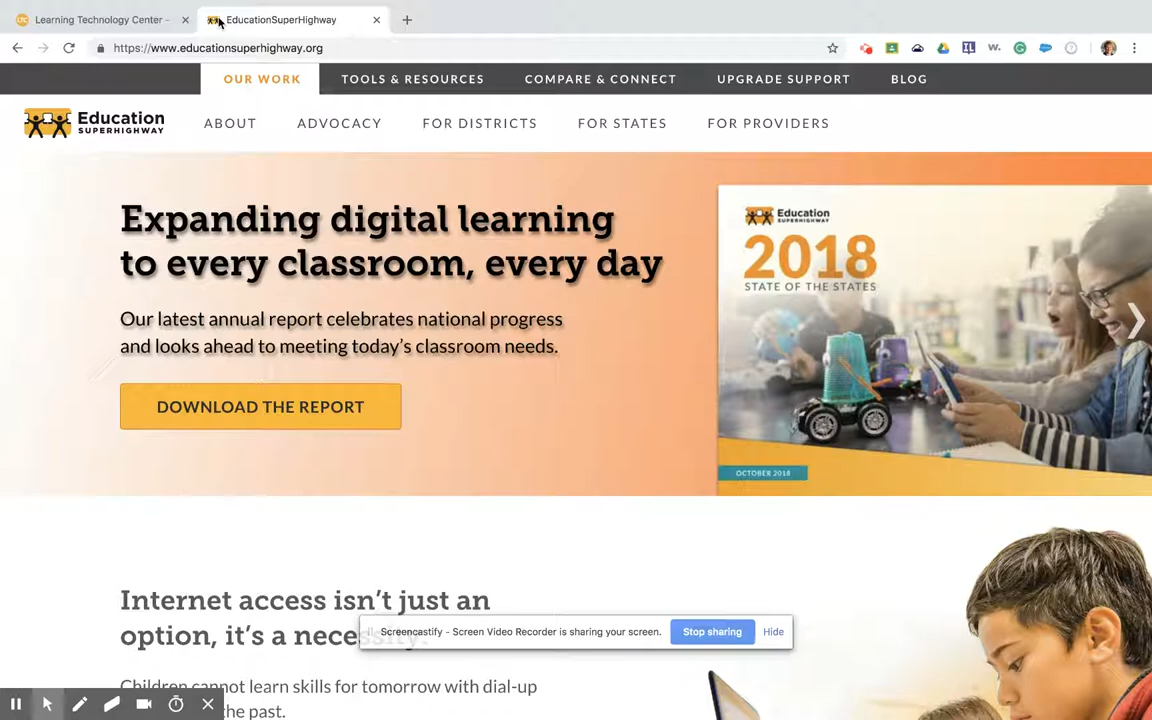 Learning Technology Center -
EducationSuperHighway
https://www.educationsuperhighway.org
OUR WORK
TOOLS & RESOURCES
COMPARE & CONNECT
UPGRADE SUPPORT
BLOG
Education
SUPERHIGHWAY
ABOUT
ADVOCACY
FOR DISTRICTS
FOR STATES
FOR PROVIDERS
Expanding digital learning
to every classroom, every day
Our latest annual report celebrates national progress
and looks ahead to meeting today's classroom needs.
DOWNLOAD THE REPORT
Education
SUPERHIGHWAY
2018
STATE OF THE STATES
OCTOBER 2018
Internet access isn't just an
option, it's a necessity.
Screencastify - Screen Video Recorder is sharing your screen.
Stop sharing
Hide
Children cannot learn skills for tomorrow with dial-up
the past.